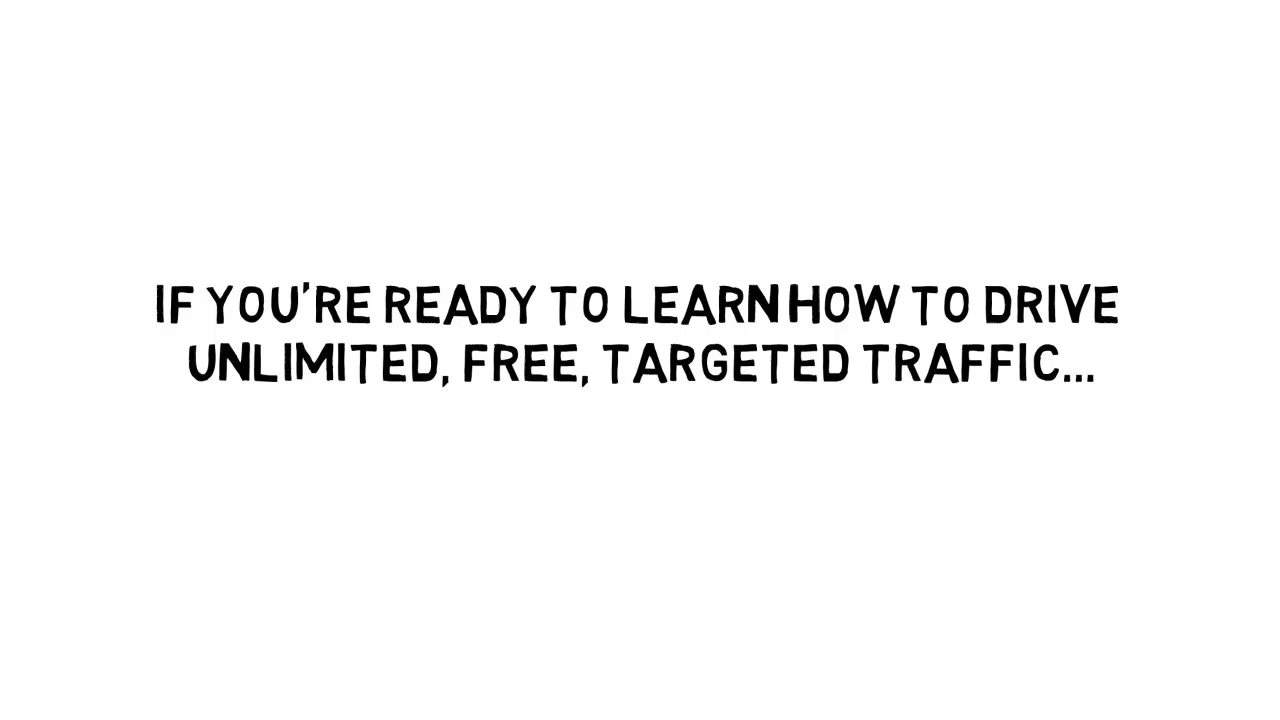 IF YOU'RE READY TO LEARN HOW TO DRIVE
UNLIMITED, FREE, TARGETED TRAFFIC...